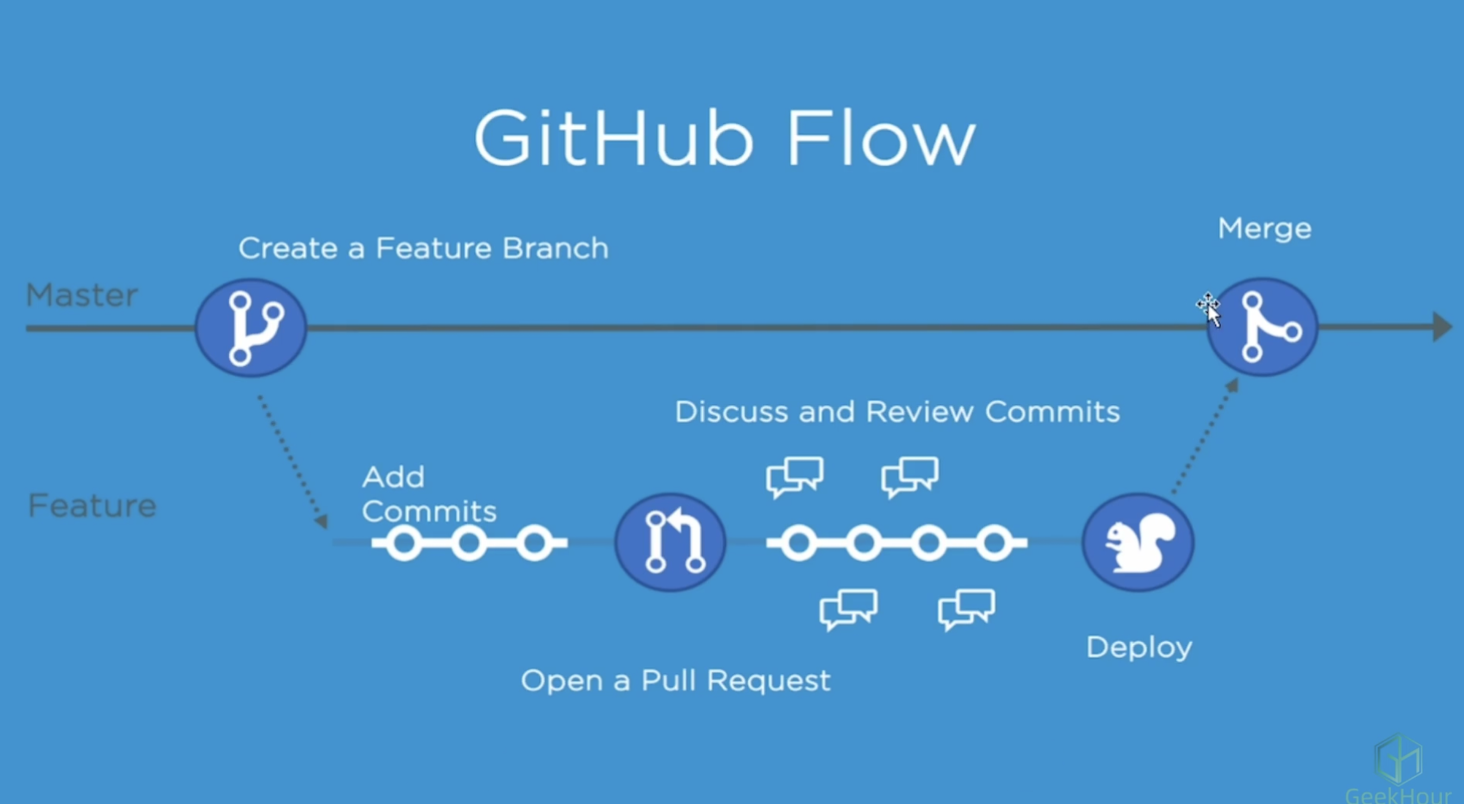 GitHub Flow
Merge
Create a Feature Branch
Master
Discuss and Review Commits
Add
Commits
Feature
Deploy
Open a Pull Request
GeekHour